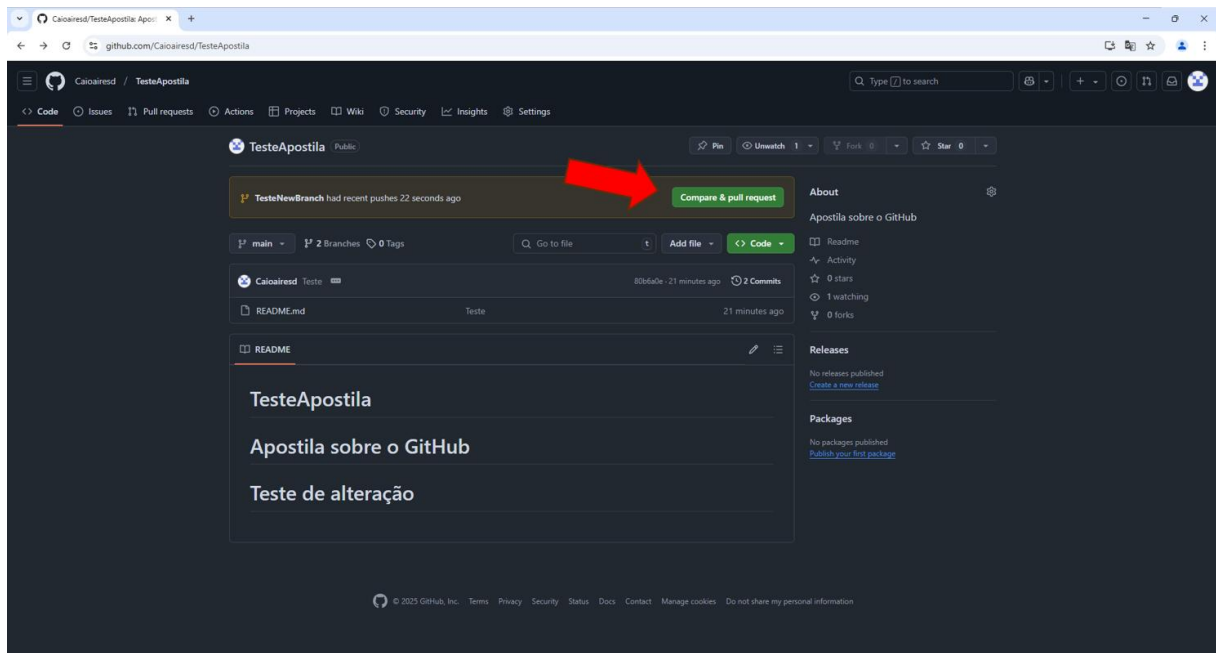 Caioairesd/TesteApostila: Apos
github.com/Caioairesd/TesteApostila
Caioairesd / TesteApostila
Type / to search
Code Issues Pull requests Actions Projects Wiki Security Insights Settings
TesteApostila Public
Pin Unwatch 1 Fork 0 Star 0
TesteNewBranch had recent pushes 22 seconds ago
Compare & pull request
main 2 Branches 0 Tags
Go to file t Add file Code
Caioairesd Teste 80b6a0e · 21 minutes ago 2 Commits
README.md Teste 21 minutes ago
README
TesteApostila
Apostila sobre o GitHub
Teste de alteração
About
Apostila sobre o GitHub
Readme
Activity
0 stars
1 watching
0 forks
Releases
No releases published
Create a new release
Packages
No packages published
Publish your first package
© 2025 GitHub, Inc. Terms Privacy Security Status Docs Contact Manage cookies Do not share my personal information